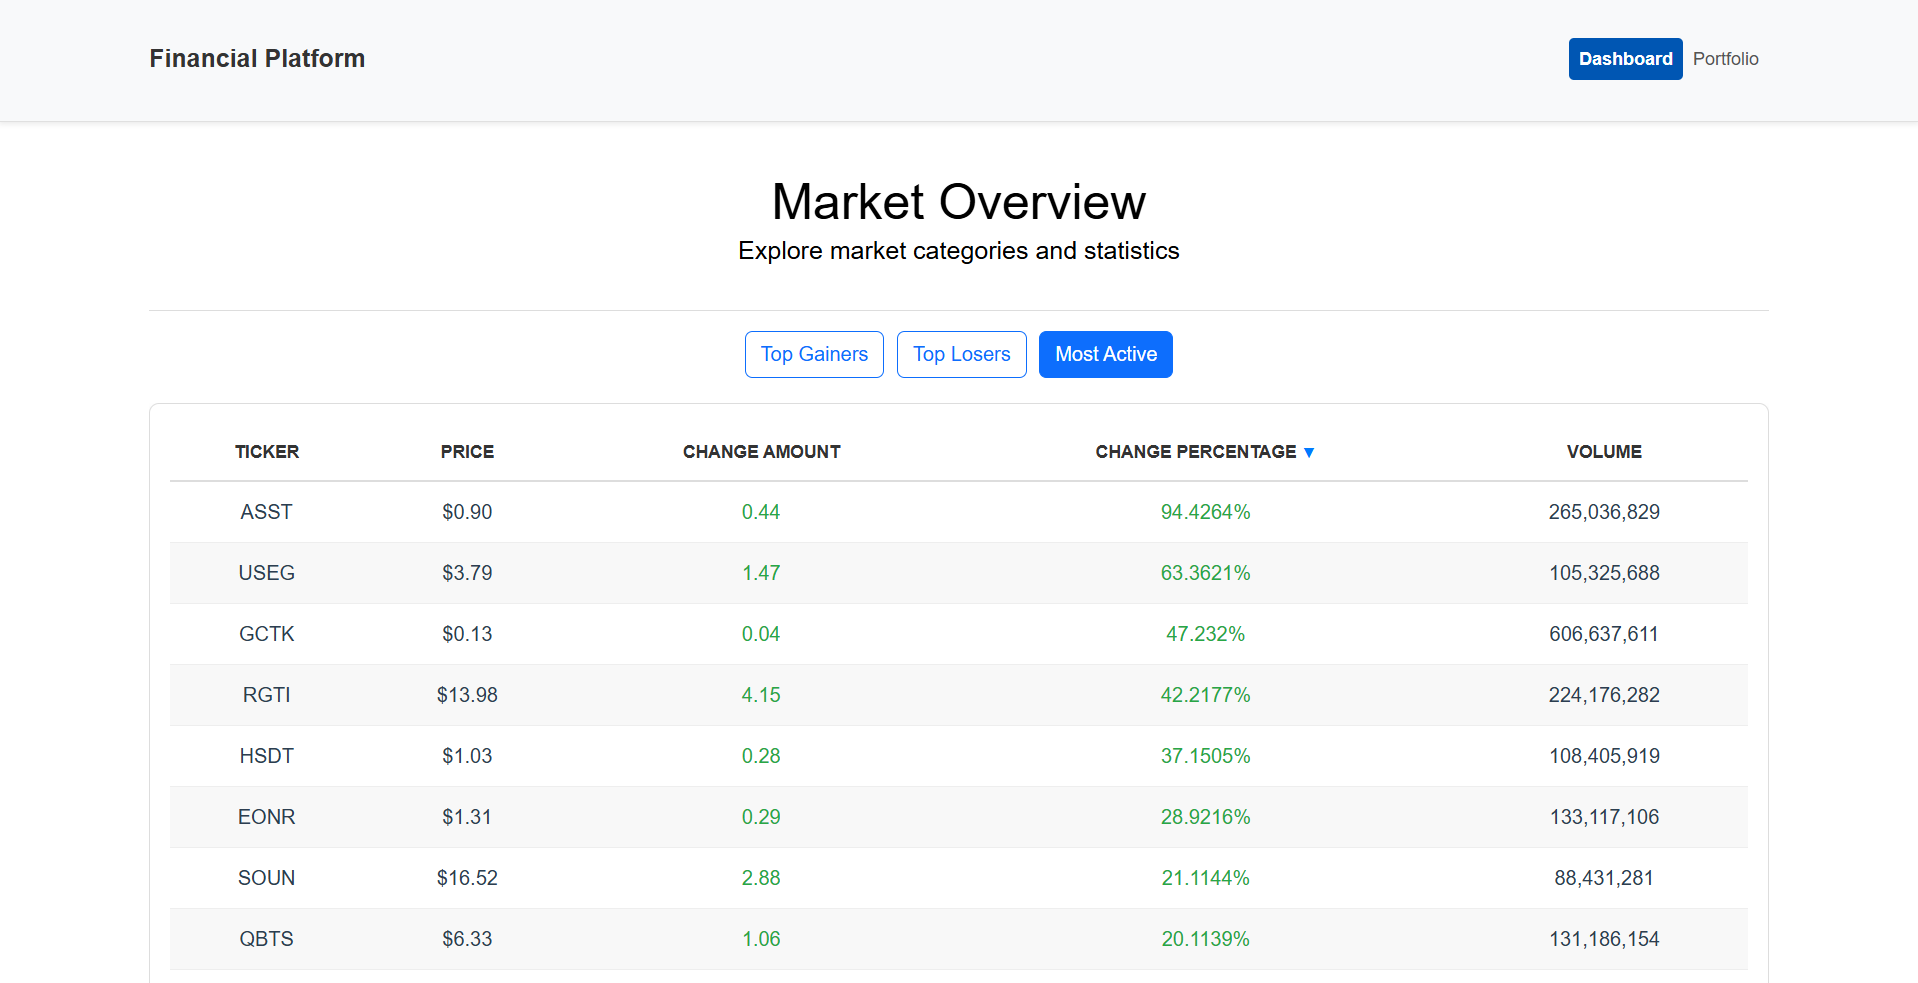 Financial Platform
Dashboard Portfolio
Market Overview
Explore market categories and statistics
Top Gainers Top Losers Most Active
TICKER PRICE CHANGE AMOUNT CHANGE PERCENTAGE ▼ VOLUME
ASST $0.90 0.44 94.4264% 265,036,829
USEG $3.79 1.47 63.3621% 105,325,688
GCTK $0.13 0.04 47.232% 606,637,611
RGTI $13.98 4.15 42.2177% 224,176,282
HSDT $1.03 0.28 37.1505% 108,405,919
EONR $1.31 0.29 28.9216% 133,117,106
SOUN $16.52 2.88 21.1144% 88,431,281
QBTS $6.33 1.06 20.1139% 131,186,154